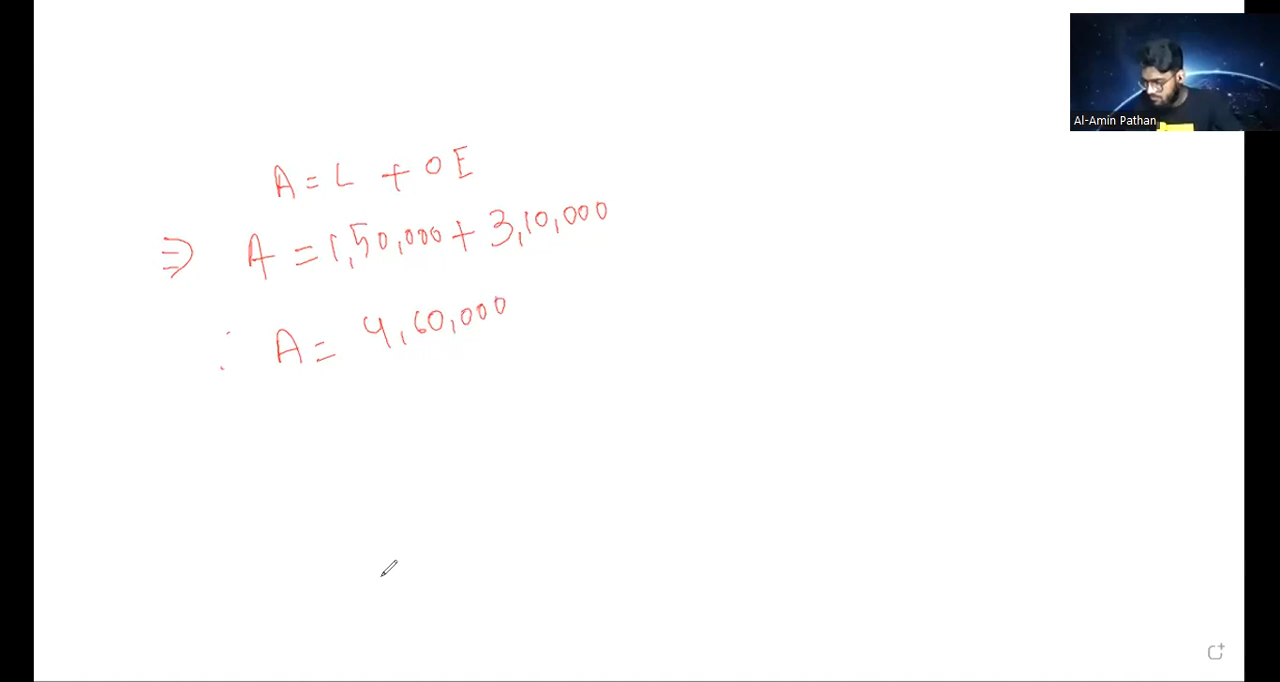 Al-Amin Pathan
A = L + OE
⇒ A = 1,50,000 + 3,10,000
∴ A = 4,60,000